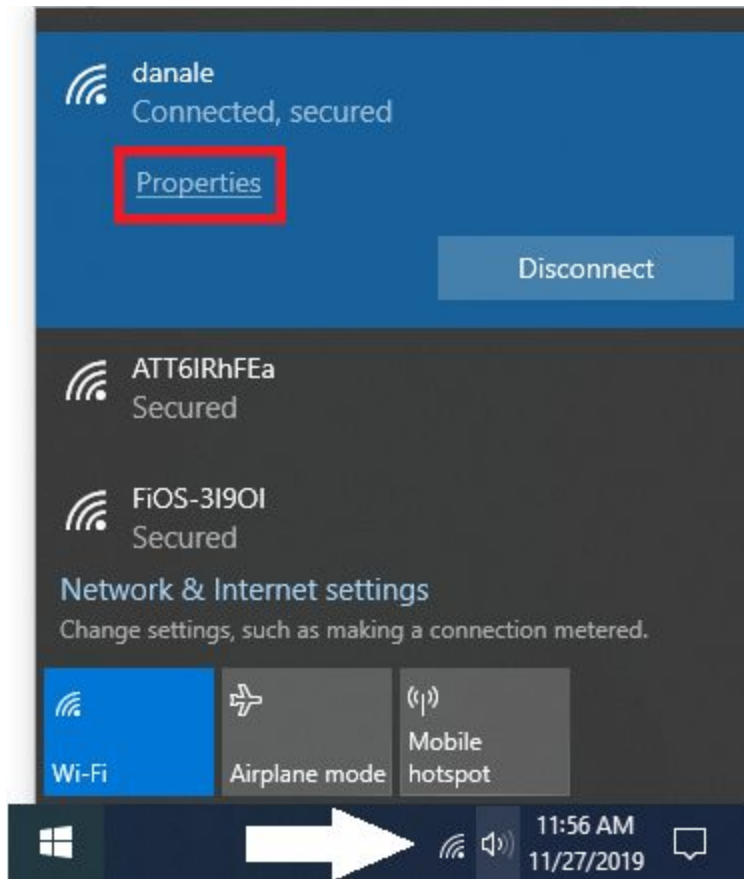 danale
Connected, secured
Properties
Disconnect
ATT6IRhFEa
Secured
FiOS-3I9OI
Secured
Network & Internet settings
Change settings, such as making a connection metered.
Wi-Fi
Airplane mode
Mobile
hotspot
11:56 AM
11/27/2019